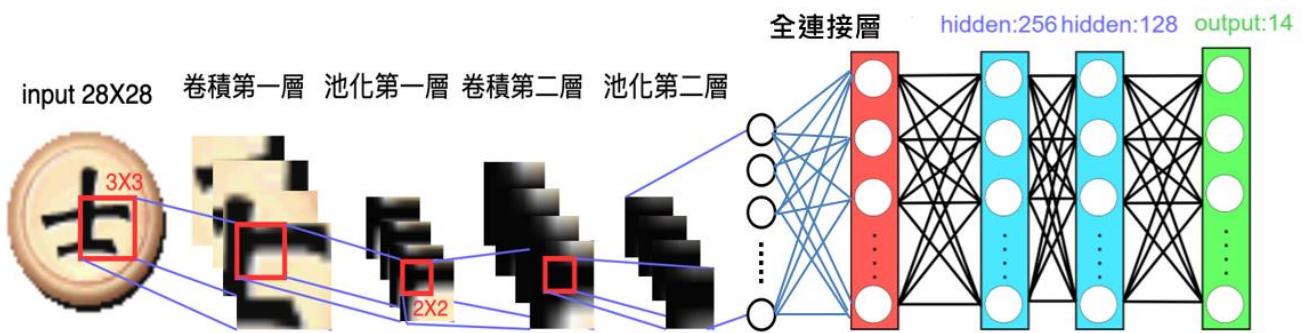 全連接層
hidden:256 hidden:128 output:14
input 28X28 卷積第一層 池化第一層 卷積第二層 池化第二層
士
3X3
2X2